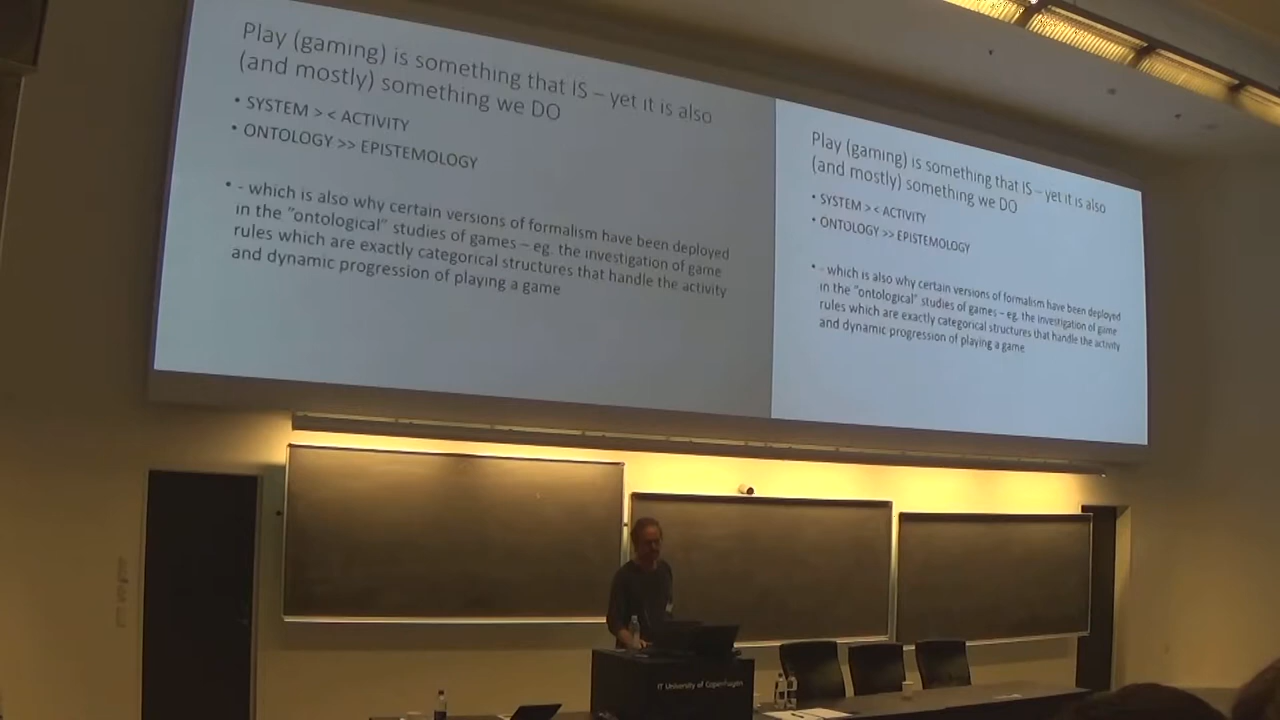 Play (gaming) is something that IS – yet it is also
(and mostly) something we DO
• SYSTEM > < ACTIVITY
• ONTOLOGY >> EPISTEMOLOGY
• - which is also why certain versions of formalism have been deployed
in the "ontological" studies of games – eg. the investigation of game
rules which are exactly categorical structures that handle the activity
and dynamic progression of playing a game
Play (gaming) is something that IS – yet it is also
(and mostly) something we DO
• SYSTEM > < ACTIVITY
• ONTOLOGY >> EPISTEMOLOGY
• - which is also why certain versions of formalism have been deployed
in the "ontological" studies of games – eg. the investigation of game
rules which are exactly categorical structures that handle the activity
and dynamic progression of playing a game
IT University of Copenhagen